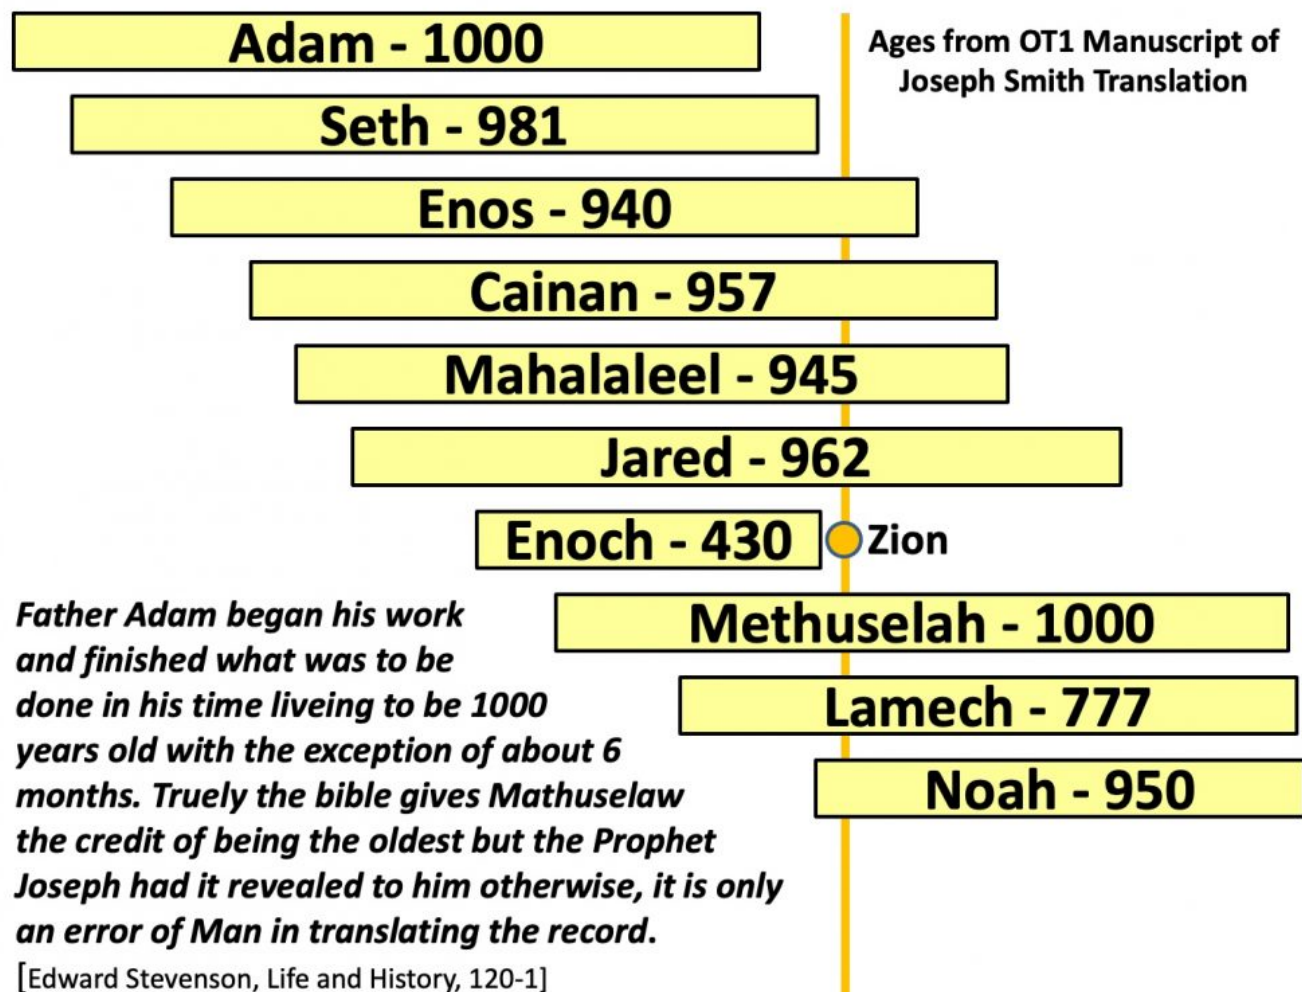 Adam - 1000
Ages from OT1 Manuscript of
Joseph Smith Translation
Seth - 981
Enos - 940
Cainan - 957
Mahalaleel - 945
Jared - 962
Enoch - 430
Zion
Methuselah - 1000
Lamech - 777
Noah - 950
Father Adam began his work
and finished what was to be
done in his time liveing to be 1000
years old with the exception of about 6
months. Truely the bible gives Mathuselaw
the credit of being the oldest but the Prophet
Joseph had it revealed to him otherwise, it is only
an error of Man in translating the record.
[Edward Stevenson, Life and History, 120-1]